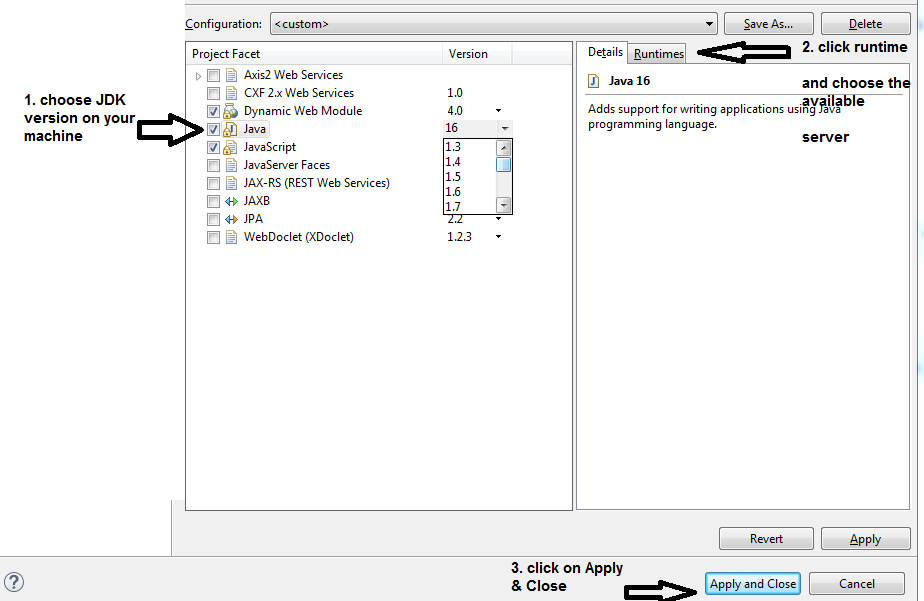 Configuration: <custom> Save As... Delete
Project Facet Version
Axis2 Web Services
CXF 2.x Web Services 1.0
Dynamic Web Module 4.0
Java 16
JavaScript
JavaServer Faces
JAX-RS (REST Web Services)
JAXB
JPA 2.2
WebDoclet (XDoclet) 1.2.3
1.3
1.4
1.5
1.6
1.7
Details Runtimes
Java 16
Adds support for writing applications using Java
programming language.
1. choose JDK
version on your
machine
2. click runtime
and choose the
available
server
Revert Apply
3. click on Apply
& Close
Apply and Close Cancel
?